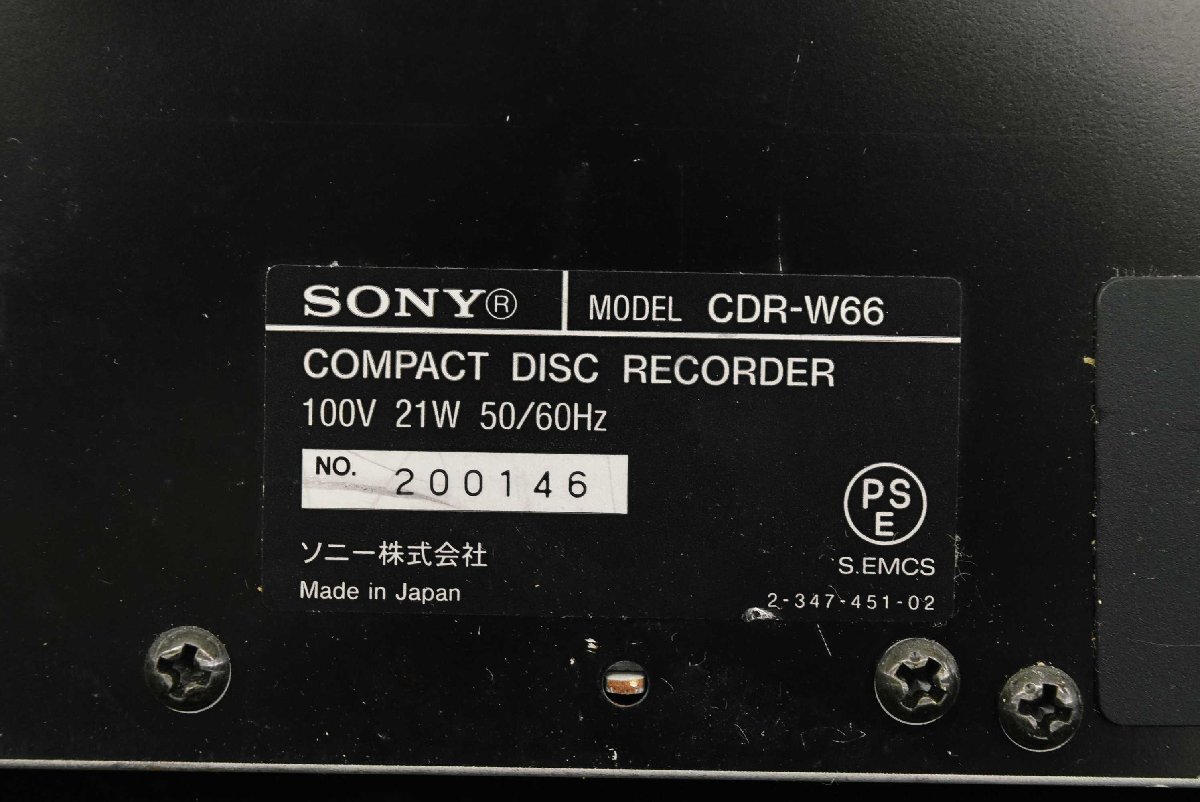 SONY®
MODEL CDR-W66
COMPACT DISC RECORDER
100V 21W 50/60Hz
NO. 200146
ソニー株式会社
Made in Japan
PS
E
S.EMCS
2-347-451-02